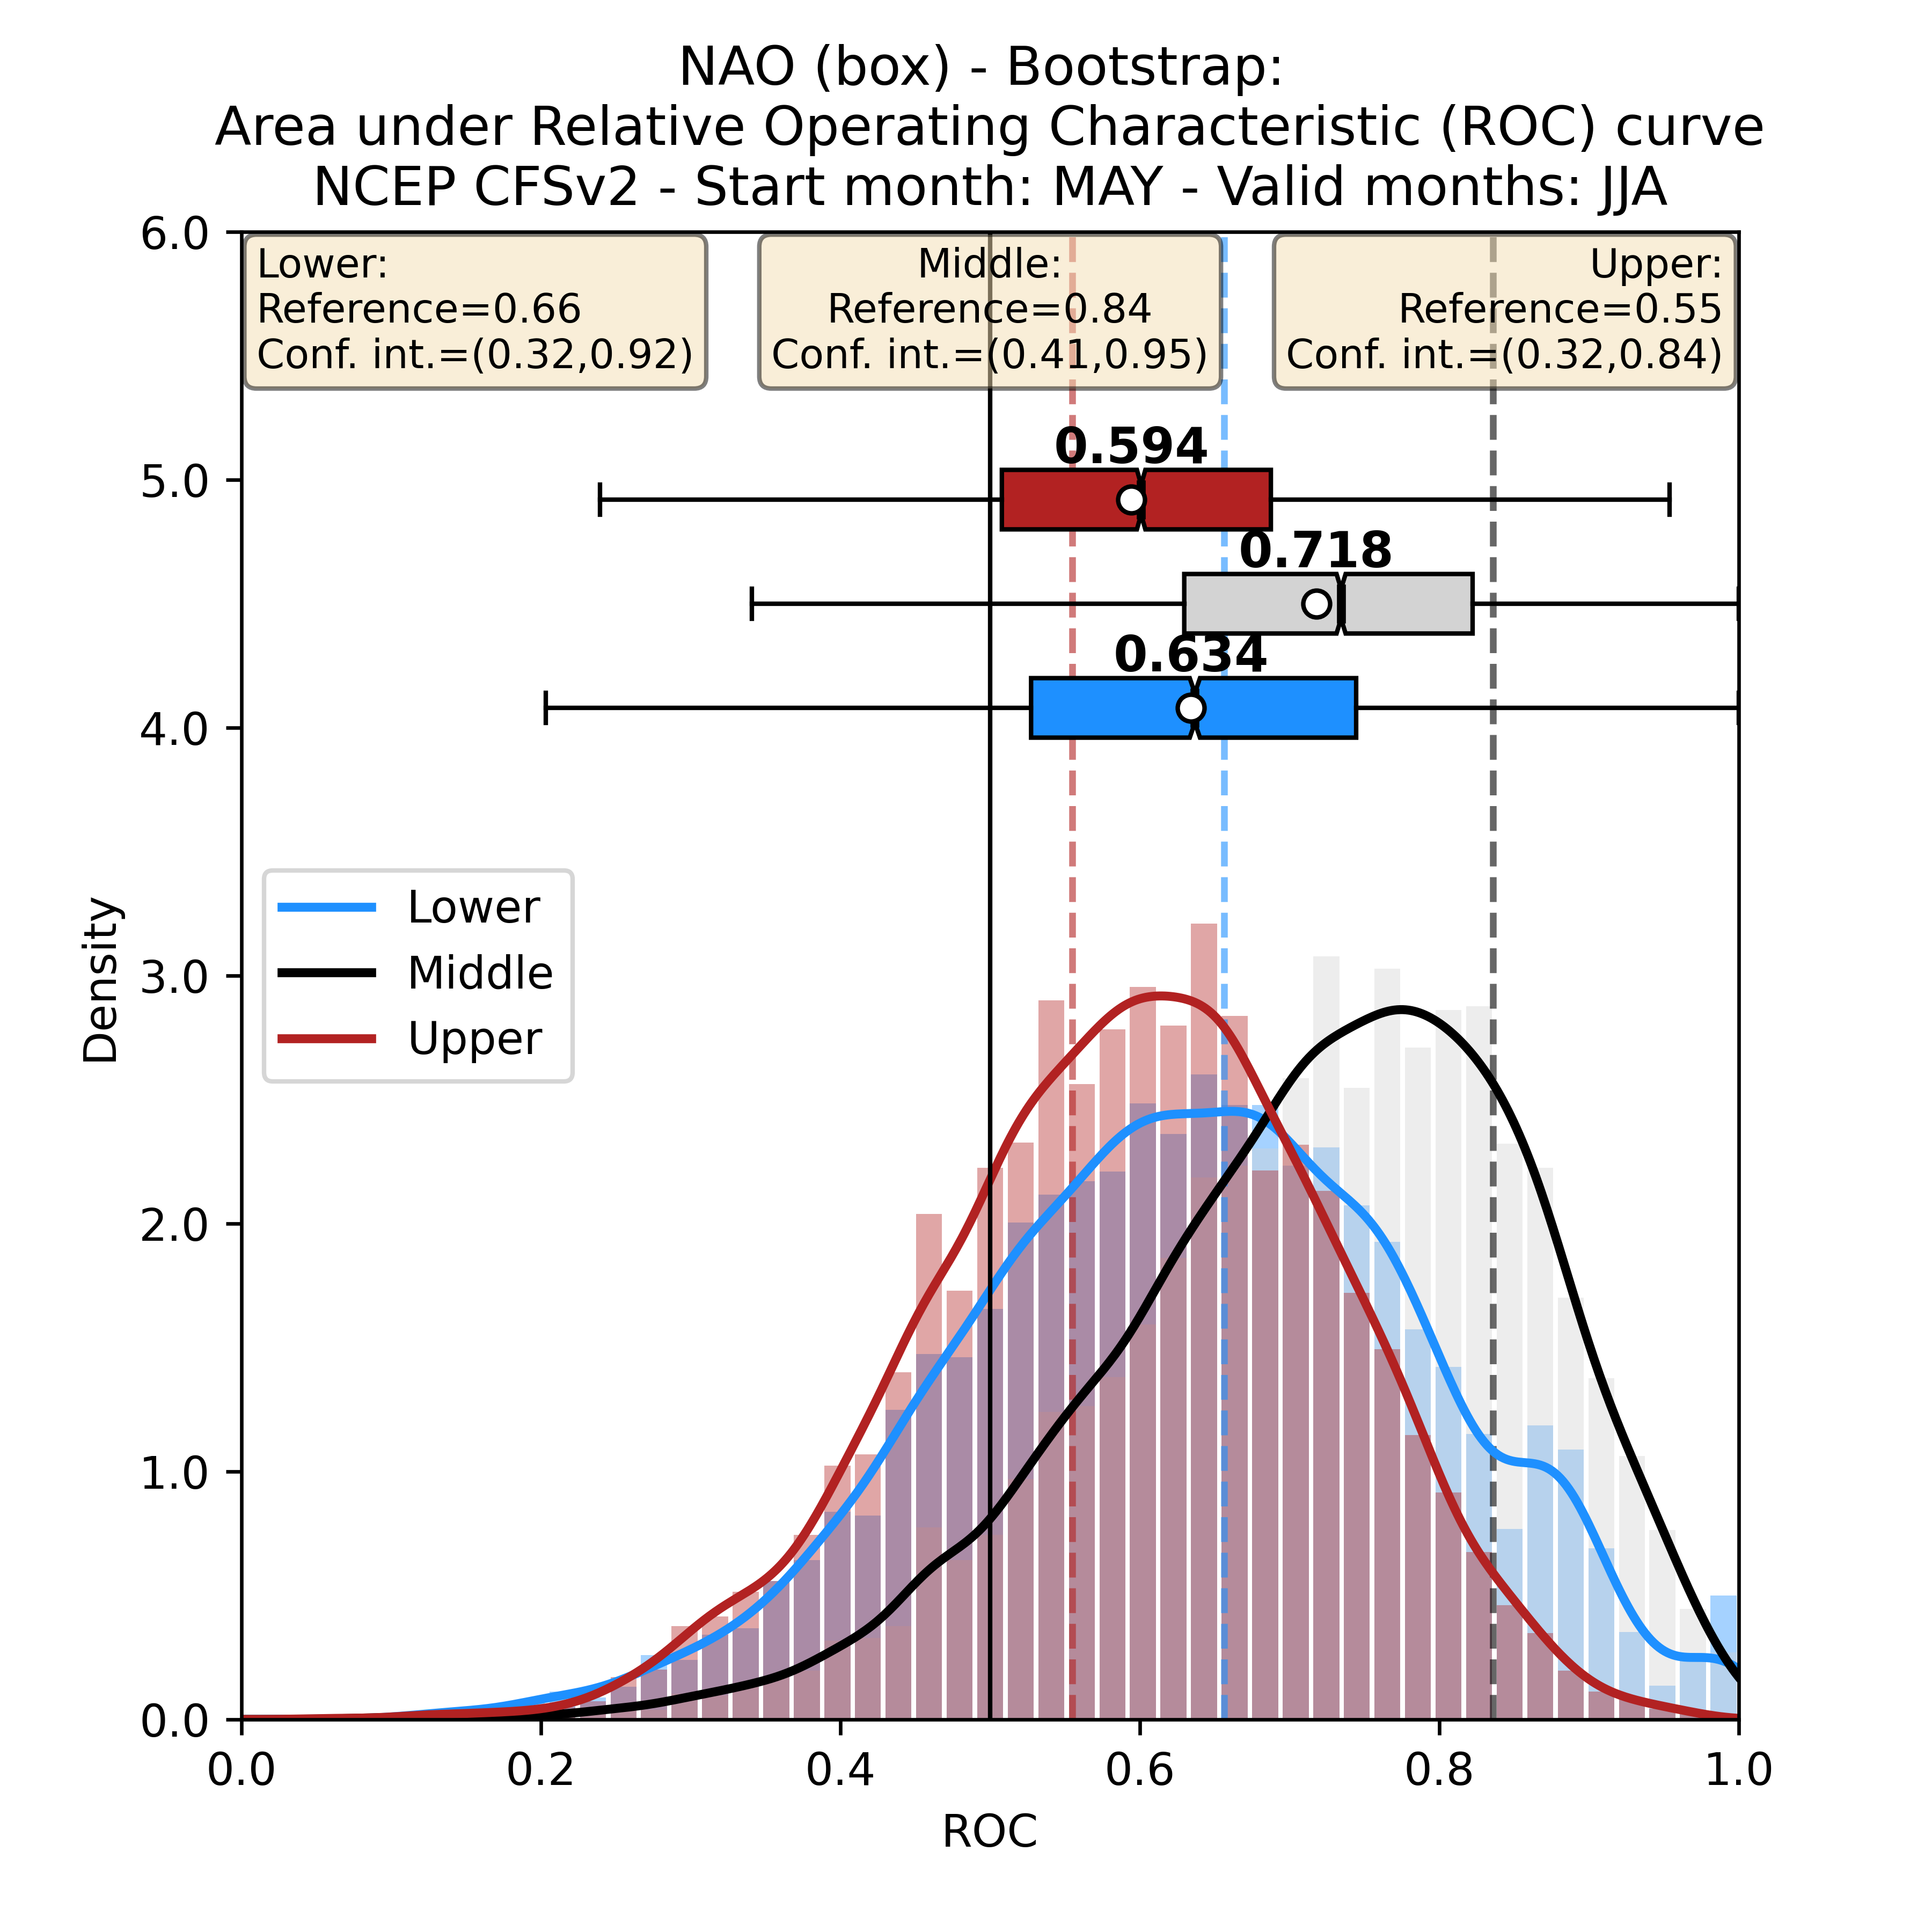 NAO (box) - Bootstrap:
Area under Relative Operating Characteristic (ROC) curve
NCEP CFSv2 - Start month: MAY - Valid months: JJA
Lower:
Reference=0.66
Conf. int.=(0.32,0.92)
Middle:
Reference=0.84
Conf. int.=(0.41,0.95)
Upper:
Reference=0.55
Conf. int.=(0.32,0.84)
0.594
0.718
0.634
Lower
Middle
Upper
Density
6.0
5.0
4.0
3.0
2.0
1.0
0.0
0.0 0.2 0.4 0.6 0.8 1.0
ROC